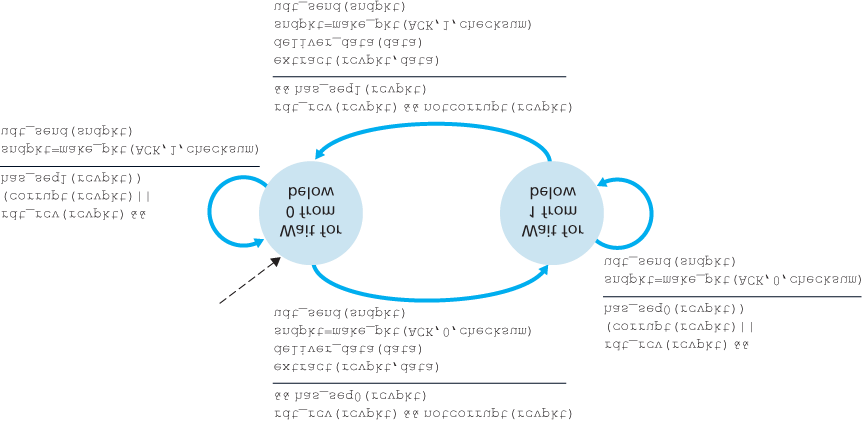 rdt_rcv(rcvpkt) && notcorrupt(rcvpkt)
&& has_seq0(rcvpkt)
extract(rcvpkt,data)
deliver_data(data)
sndpkt=make_pkt(ACK,0,checksum)
udt_send(sndpkt)
rdt_rcv(rcvpkt) &&
(corrupt(rcvpkt)||
has_seq0(rcvpkt))
sndpkt=make_pkt(ACK,0,checksum)
udt_send(sndpkt)
Wait for
0 from
below
Wait for
1 from
below
rdt_rcv(rcvpkt) &&
(corrupt(rcvpkt)||
has_seq1(rcvpkt))
sndpkt=make_pkt(ACK,1,checksum)
udt_send(sndpkt)
rdt_rcv(rcvpkt) && notcorrupt(rcvpkt)
&& has_seq1(rcvpkt)
extract(rcvpkt,data)
deliver_data(data)
sndpkt=make_pkt(ACK,1,checksum)
udt_send(sndpkt)